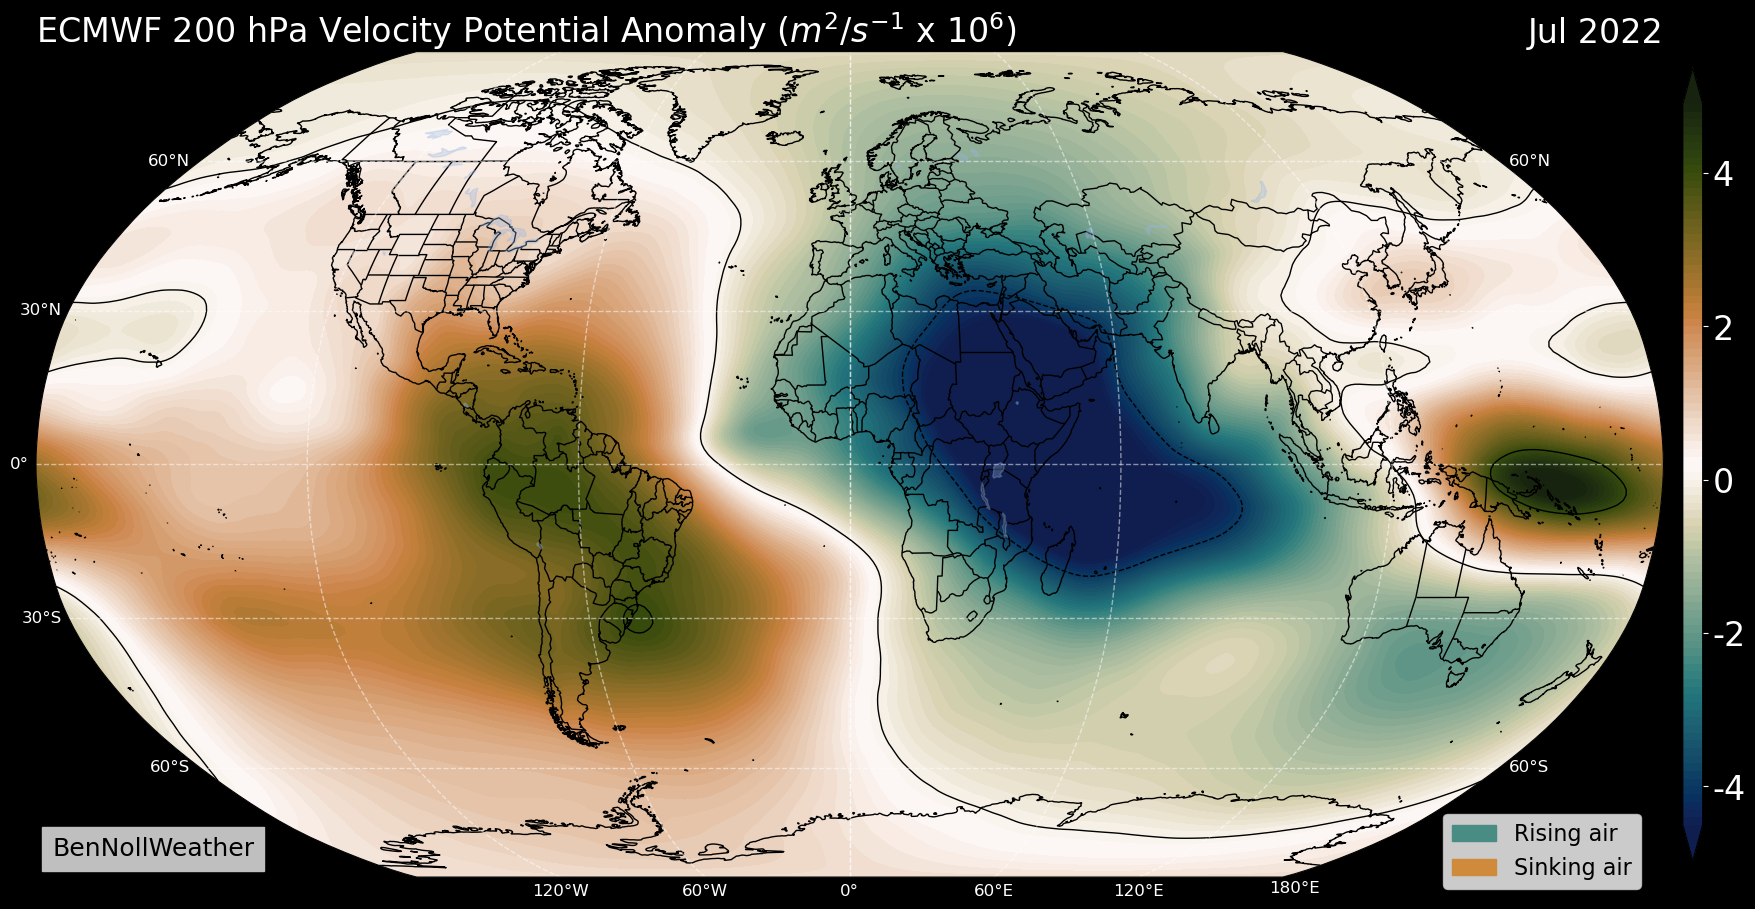 ECMWF 200 hPa Velocity Potential Anomaly (m²/s⁻¹ x 10⁶)
Jul 2022
60°N
60°N
4
30°N
2
0°
0
30°S
-2
60°S
60°S
-4
BenNollWeather
Rising air
Sinking air
120°W 60°W 0° 60°E 120°E 180°E